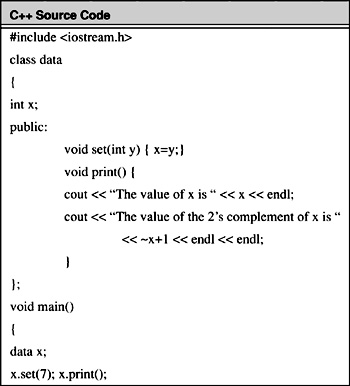 C++ Source Code
#include <iostream.h>
class data
{
int x;
public:
void set(int y) { x=y;}
void print() {
cout << “The value of x is “ << x << endl;
cout << “The value of the 2’s complement of x is “
<< ~x+1 << endl << endl;
}
};
void main()
{
data x;
x.set(7); x.print();